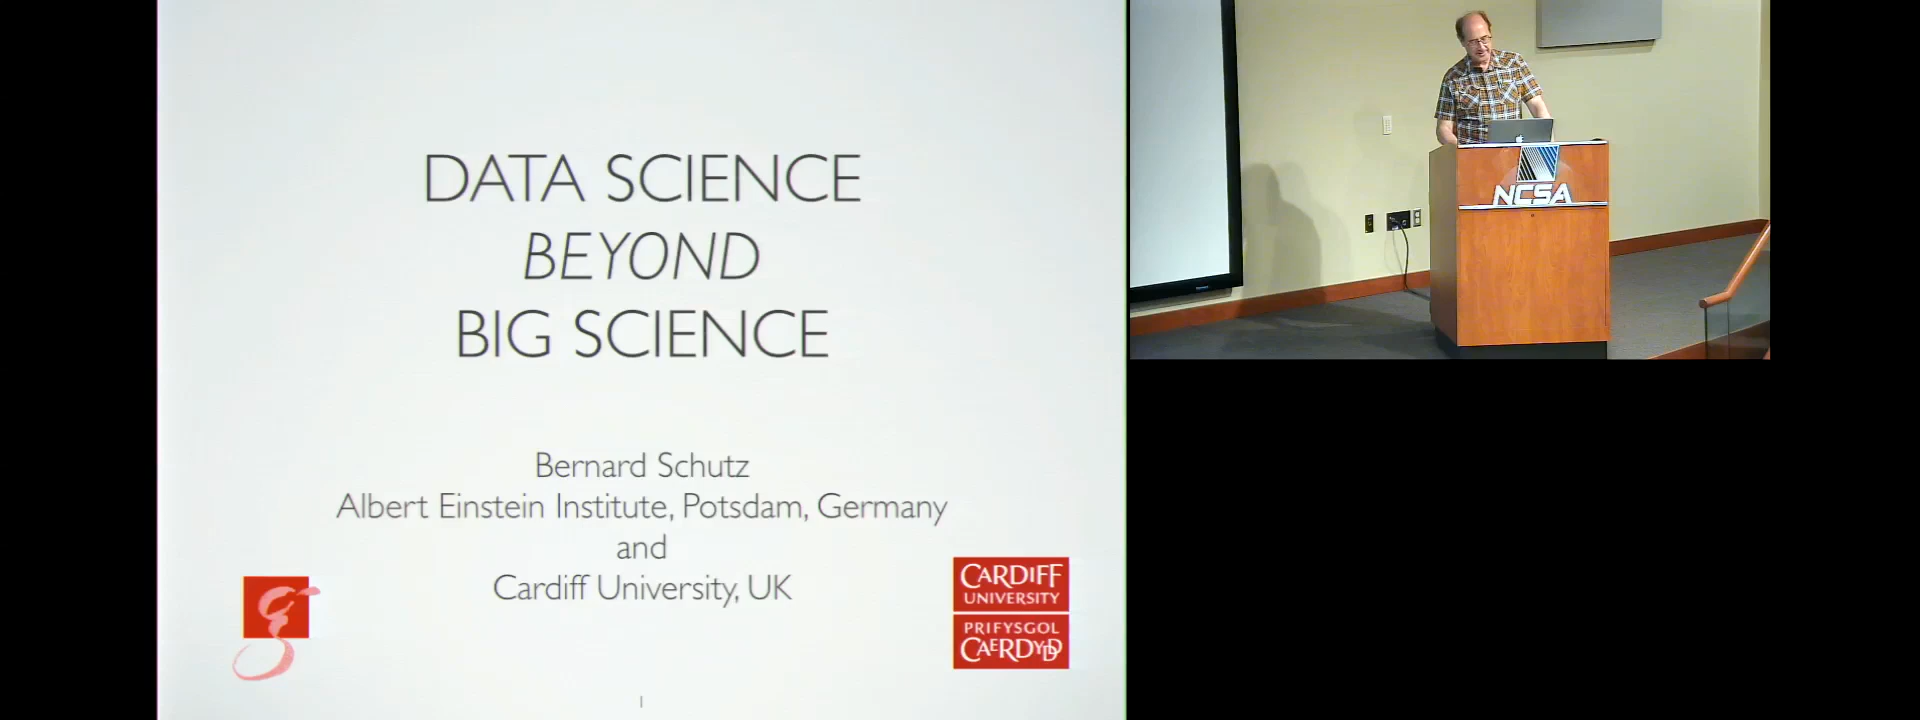 DATA SCIENCE
BEYOND
BIG SCIENCE
Bernard Schutz
Albert Einstein Institute, Potsdam, Germany
and
Cardiff University, UK
CARDIFF
UNIVERSITY
PRIFYSGOL
CAERDYDD
1
NCSA